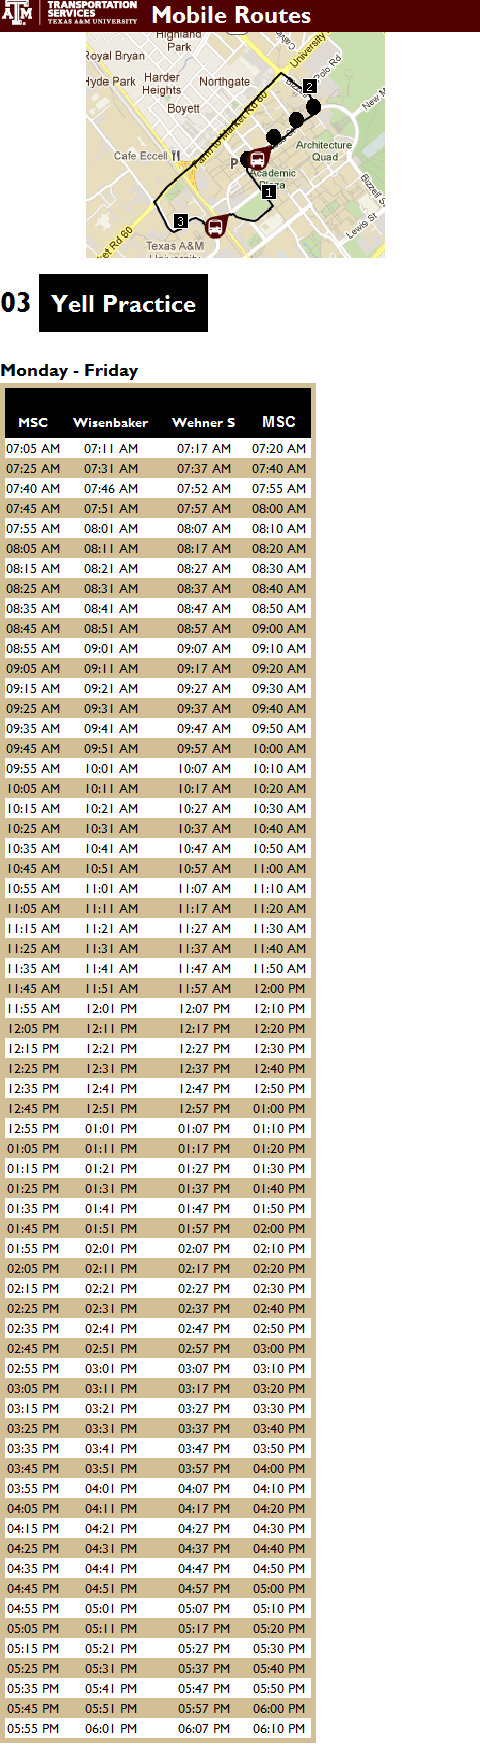 TRANSPORTATION
SERVICES
TEXAS A&M UNIVERSITY
Mobile Routes
Highland
Park
University
Royal Bryan
Polo Rd
Hyde Park
Harder
Heights
Northgate
2
New
Boyett
Farm to Market Rd 60
Cafe Eccell
Architecture
Quad
P
Academic
Plaza
1
Bizzell St
3
Lewis St
ket Rd 60
Texas A&M
University
03 Yell Practice
Monday - Friday
MSC Wisenbaker Wehner S MSC
07:05 AM 07:11 AM 07:17 AM 07:20 AM
07:25 AM 07:31 AM 07:37 AM 07:40 AM
07:40 AM 07:46 AM 07:52 AM 07:55 AM
07:45 AM 07:51 AM 07:57 AM 08:00 AM
07:55 AM 08:01 AM 08:07 AM 08:10 AM
08:05 AM 08:11 AM 08:17 AM 08:20 AM
08:15 AM 08:21 AM 08:27 AM 08:30 AM
08:25 AM 08:31 AM 08:37 AM 08:40 AM
08:35 AM 08:41 AM 08:47 AM 08:50 AM
08:45 AM 08:51 AM 08:57 AM 09:00 AM
08:55 AM 09:01 AM 09:07 AM 09:10 AM
09:05 AM 09:11 AM 09:17 AM 09:20 AM
09:15 AM 09:21 AM 09:27 AM 09:30 AM
09:25 AM 09:31 AM 09:37 AM 09:40 AM
09:35 AM 09:41 AM 09:47 AM 09:50 AM
09:45 AM 09:51 AM 09:57 AM 10:00 AM
09:55 AM 10:01 AM 10:07 AM 10:10 AM
10:05 AM 10:11 AM 10:17 AM 10:20 AM
10:15 AM 10:21 AM 10:27 AM 10:30 AM
10:25 AM 10:31 AM 10:37 AM 10:40 AM
10:35 AM 10:41 AM 10:47 AM 10:50 AM
10:45 AM 10:51 AM 10:57 AM 11:00 AM
10:55 AM 11:01 AM 11:07 AM 11:10 AM
11:05 AM 11:11 AM 11:17 AM 11:20 AM
11:15 AM 11:21 AM 11:27 AM 11:30 AM
11:25 AM 11:31 AM 11:37 AM 11:40 AM
11:35 AM 11:41 AM 11:47 AM 11:50 AM
11:45 AM 11:51 AM 11:57 AM 12:00 PM
11:55 AM 12:01 PM 12:07 PM 12:10 PM
12:05 PM 12:11 PM 12:17 PM 12:20 PM
12:15 PM 12:21 PM 12:27 PM 12:30 PM
12:25 PM 12:31 PM 12:37 PM 12:40 PM
12:35 PM 12:41 PM 12:47 PM 12:50 PM
12:45 PM 12:51 PM 12:57 PM 01:00 PM
12:55 PM 01:01 PM 01:07 PM 01:10 PM
01:05 PM 01:11 PM 01:17 PM 01:20 PM
01:15 PM 01:21 PM 01:27 PM 01:30 PM
01:25 PM 01:31 PM 01:37 PM 01:40 PM
01:35 PM 01:41 PM 01:47 PM 01:50 PM
01:45 PM 01:51 PM 01:57 PM 02:00 PM
01:55 PM 02:01 PM 02:07 PM 02:10 PM
02:05 PM 02:11 PM 02:17 PM 02:20 PM
02:15 PM 02:21 PM 02:27 PM 02:30 PM
02:25 PM 02:31 PM 02:37 PM 02:40 PM
02:35 PM 02:41 PM 02:47 PM 02:50 PM
02:45 PM 02:51 PM 02:57 PM 03:00 PM
02:55 PM 03:01 PM 03:07 PM 03:10 PM
03:05 PM 03:11 PM 03:17 PM 03:20 PM
03:15 PM 03:21 PM 03:27 PM 03:30 PM
03:25 PM 03:31 PM 03:37 PM 03:40 PM
03:35 PM 03:41 PM 03:47 PM 03:50 PM
03:45 PM 03:51 PM 03:57 PM 04:00 PM
03:55 PM 04:01 PM 04:07 PM 04:10 PM
04:05 PM 04:11 PM 04:17 PM 04:20 PM
04:15 PM 04:21 PM 04:27 PM 04:30 PM
04:25 PM 04:31 PM 04:37 PM 04:40 PM
04:35 PM 04:41 PM 04:47 PM 04:50 PM
04:45 PM 04:51 PM 04:57 PM 05:00 PM
04:55 PM 05:01 PM 05:07 PM 05:10 PM
05:05 PM 05:11 PM 05:17 PM 05:20 PM
05:15 PM 05:21 PM 05:27 PM 05:30 PM
05:25 PM 05:31 PM 05:37 PM 05:40 PM
05:35 PM 05:41 PM 05:47 PM 05:50 PM
05:45 PM 05:51 PM 05:57 PM 06:00 PM
05:55 PM 06:01 PM 06:07 PM 06:10 PM